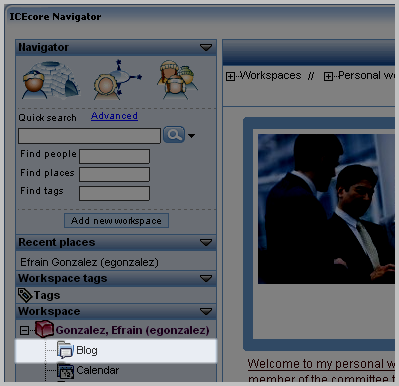 ICEcore Navigator
Navigator
Workspaces // Personal wo
Quick search Advanced
Find people
Find places
Find tags
Add new workspace
Recent places
Efrain Gonzalez (egonzalez)
Workspace tags
Tags
Workspace
Gonzalez, Efrain (egonzalez)
Blog
Calendar
Welcome to my personal w
member of the committee t